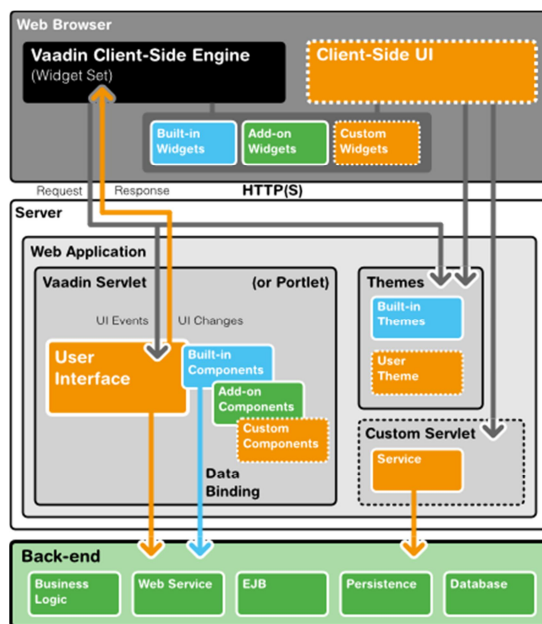 Web Browser
Vaadin Client-Side Engine
(Widget Set)
Client-Side UI
Built-in
Widgets
Add-on
Widgets
Custom
Widgets
Request
Response
HTTP(S)
Server
Web Application
Vaadin Servlet
(or Portlet)
Themes
UI Events
UI Changes
Built-in
Themes
User
Interface
Built-in
Components
Add-on
Components
Custom
Components
User
Theme
Custom Servlet
Service
Data
Binding
Back-end
Business
Logic
Web Service
EJB
Persistence
Database